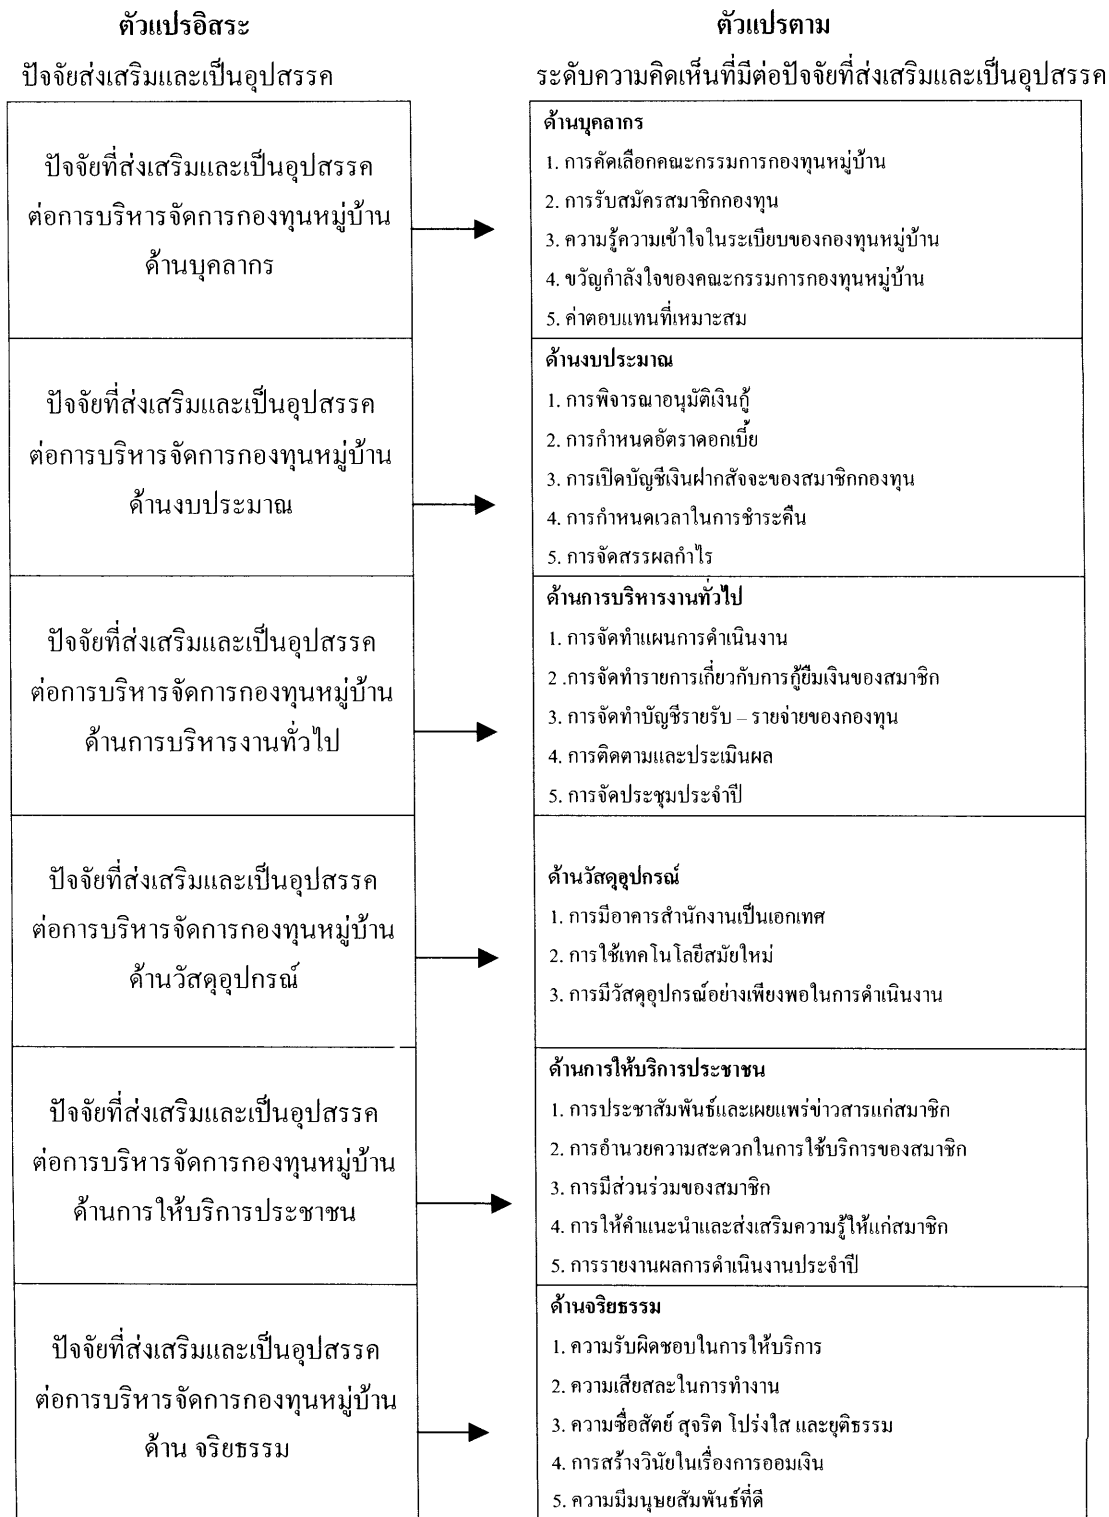 ตัวแปรอิสระ
ปัจจัยส่งเสริมและเป็นอุปสรรค
ตัวแปรตาม
ระดับความคิดเห็นที่มีต่อปัจจัยที่ส่งเสริมและเป็นอุปสรรค
ปัจจัยที่ส่งเสริมและเป็นอุปสรรค
ต่อการบริหารจัดการกองทุนหมู่บ้าน
ด้านบุคลากร
ด้านบุคลากร
1. การคัดเลือกคณะกรรมการกองทุนหมู่บ้าน
2. การรับสมัครสมาชิกกองทุน
3. ความรู้ความเข้าใจในระเบียบของกองทุนหมู่บ้าน
4. ขวัญกำลังใจของคณะกรรมการกองทุนหมู่บ้าน
5. ค่าตอบแทนที่เหมาะสม
ปัจจัยที่ส่งเสริมและเป็นอุปสรรค
ต่อการบริหารจัดการกองทุนหมู่บ้าน
ด้านงบประมาณ
ด้านงบประมาณ
1. การพิจารณาอนุมัติเงินกู้
2. การกำหนดอัตราดอกเบี้ย
3. การเปิดบัญชีเงินฝากสัจจะของสมาชิกกองทุน
4. การกำหนดเวลาในการชำระคืน
5. การจัดสรรผลกำไร
ปัจจัยที่ส่งเสริมและเป็นอุปสรรค
ต่อการบริหารจัดการกองทุนหมู่บ้าน
ด้านการบริหารงานทั่วไป
ด้านการบริหารงานทั่วไป
1. การจัดทำแผนการดำเนินงาน
2 .การจัดทำรายการเกี่ยวกับการกู้ยืมเงินของสมาชิก
3. การจัดทำบัญชีรายรับ – รายจ่ายของกองทุน
4. การติดตามและประเมินผล
5. การจัดประชุมประจำปี
ปัจจัยที่ส่งเสริมและเป็นอุปสรรค
ต่อการบริหารจัดการกองทุนหมู่บ้าน
ด้านวัสดุอุปกรณ์
ด้านวัสดุอุปกรณ์
1. การมีอาคารสำนักงานเป็นเอกเทศ
2. การใช้เทคโนโลยีสมัยใหม่
3. การมีวัสดุอุปกรณ์อย่างเพียงพอในการดำเนินงาน
ปัจจัยที่ส่งเสริมและเป็นอุปสรรค
ต่อการบริหารจัดการกองทุนหมู่บ้าน
ด้านการให้บริการประชาชน
ด้านการให้บริการประชาชน
1. การประชาสัมพันธ์และเผยแพร่ข่าวสารแก่สมาชิก
2. การอำนวยความสะดวกในการใช้บริการของสมาชิก
3. การมีส่วนร่วมของสมาชิก
4. การให้คำแนะนำและส่งเสริมความรู้ให้แก่สมาชิก
5. การรายงานผลการดำเนินงานประจำปี
ปัจจัยที่ส่งเสริมและเป็นอุปสรรค
ต่อการบริหารจัดการกองทุนหมู่บ้าน
ด้าน จริยธรรม
ด้านจริยธรรม
1. ความรับผิดชอบในการให้บริการ
2. ความเสียสละในการทำงาน
3. ความซื่อสัตย์ สุจริต โปร่งใส และยุติธรรม
4. การสร้างวินัยในเรื่องการออมเงิน
5. ความมีมนุษยสัมพันธ์ที่ดี